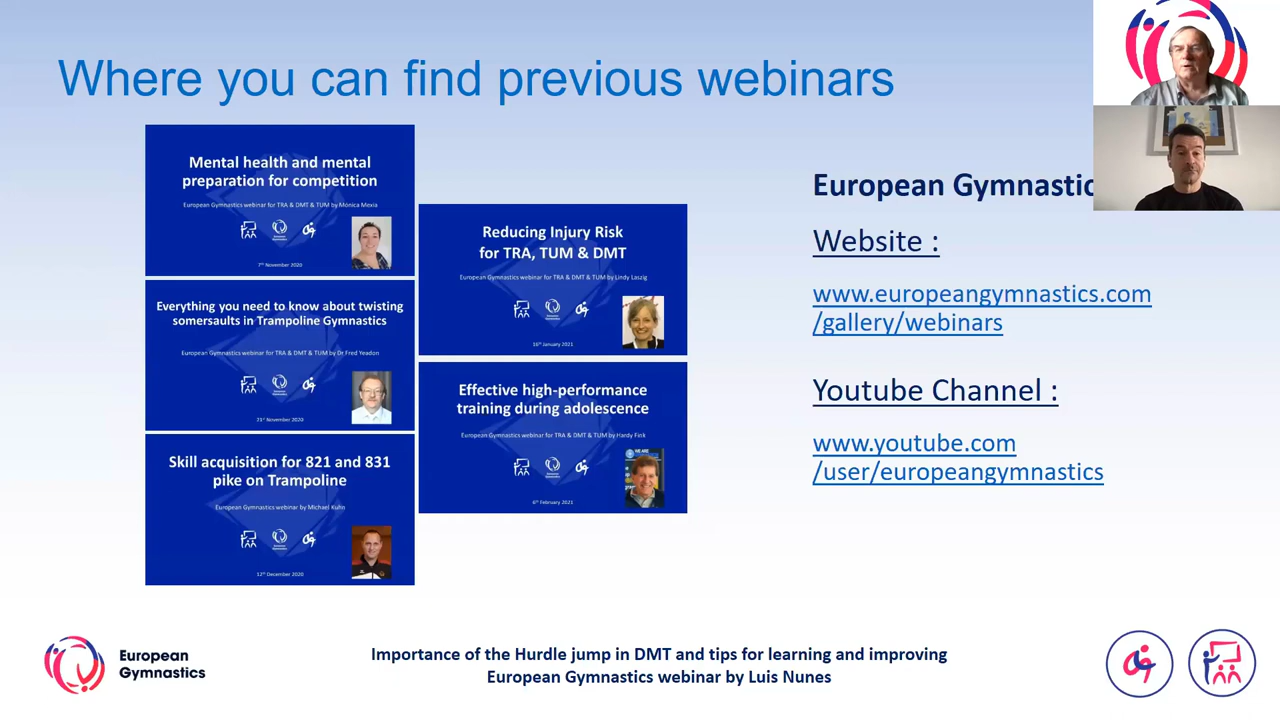 Where you can find previous webinars
Mental health and mental
preparation for competition
European Gymnastics webinar for TRA & DMT & TUM by Mónica Mexia
7th November 2020
Everything you need to know about twisting
somersaults in Trampoline Gymnastics
European Gymnastics webinar for TRA & DMT & TUM by Dr Fred Yeadon
21st November 2020
Skill acquisition for 821 and 831
pike on Trampoline
European Gymnastics webinar by Michael Kuhn
12th December 2020
Reducing Injury Risk
for TRA, TUM & DMT
European Gymnastics webinar for TRA & DMT & TUM by Lindy Laszig
16th January 2021
Effective high-performance
training during adolescence
European Gymnastics webinar for TRA & DMT & TUM by Hardy Fink
6th February 2021
European Gymnastic
Website :
www.europeangymnastics.com
/gallery/webinars
Youtube Channel :
www.youtube.com
/user/europeangymnastics
European
Gymnastics
Importance of the Hurdle jump in DMT and tips for learning and improving
European Gymnastics webinar by Luis Nunes